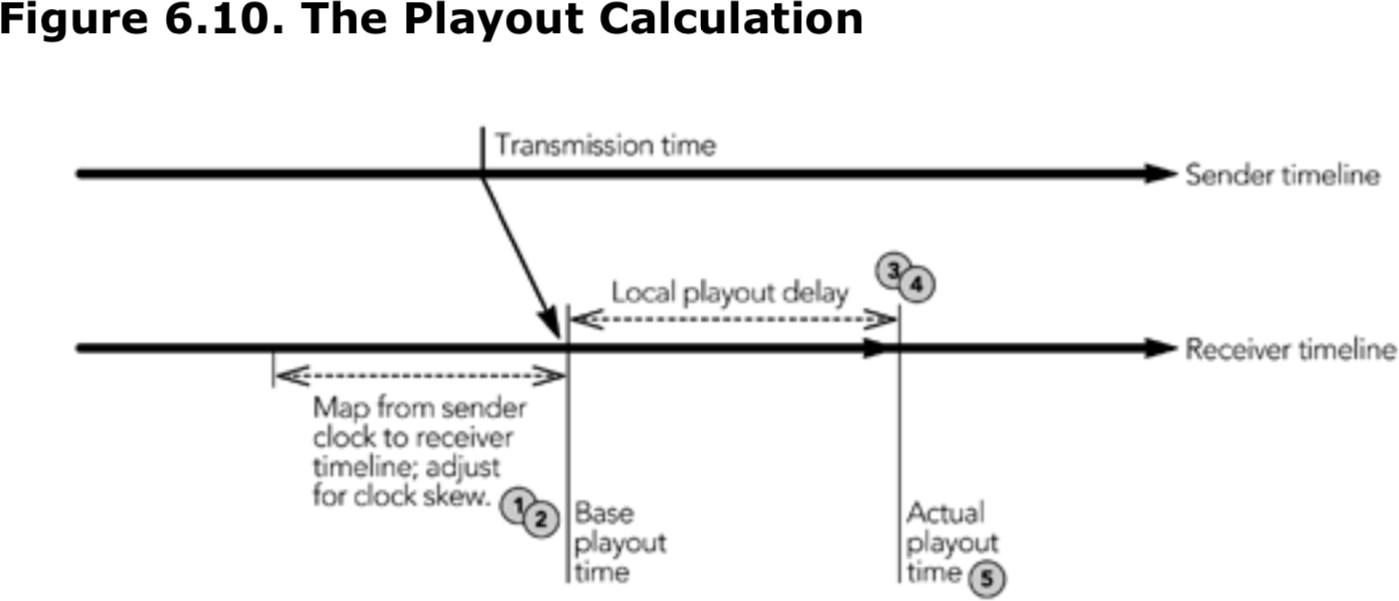 Figure 6.10. The Playout Calculation
Transmission time
Sender timeline
3
4
Local playout delay
Receiver timeline
Map from sender
clock to receiver
timeline; adjust
for clock skew.
1
2
Base
playout
time
Actual
playout
time 5